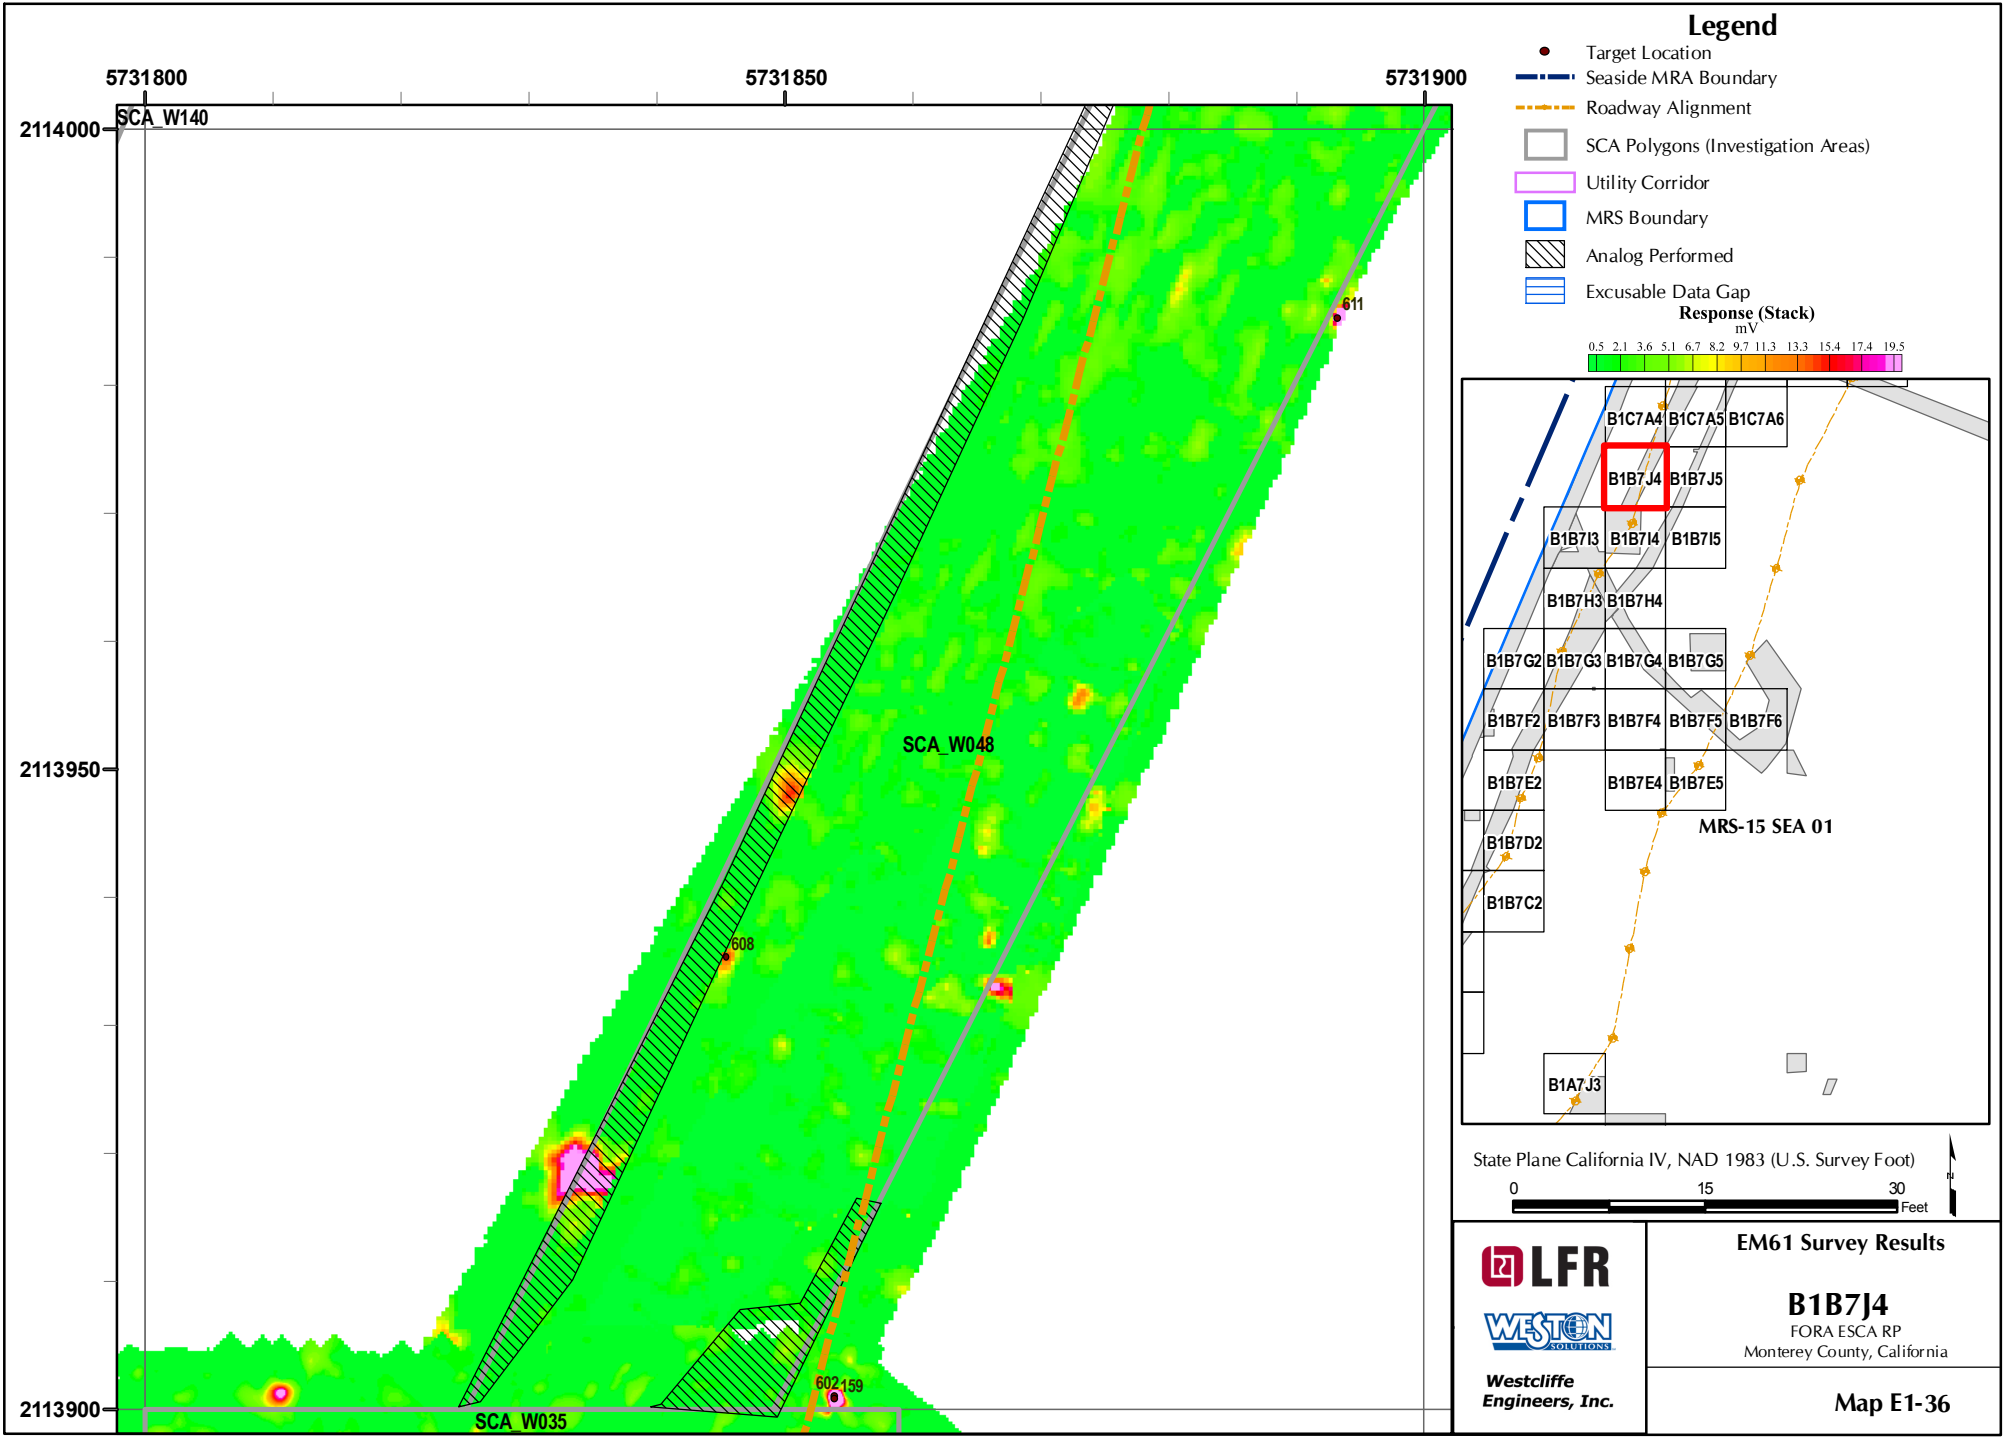 5731800
5731850
5731900
2114000
2113950
2113900
SCA_W140
611
SCA_W048
608
602
159
SCA_W035
Legend
Target Location
Seaside MRA Boundary
Roadway Alignment
SCA Polygons (Investigation Areas)
Utility Corridor
MRS Boundary
Analog Performed
Excusable Data Gap
Response (Stack)
mV
0.5 2.1 3.6 5.1 6.7 8.2 9.7 11.3 13.3 15.4 17.4 19.5
B1C7A4 B1C7A5 B1C7A6
B1B7J4 B1B7J5
B1B7I3 B1B7I4 B1B7I5
B1B7H3 B1B7H4
B1B7G2 B1B7G3 B1B7G4 B1B7G5
B1B7F2 B1B7F3 B1B7F4 B1B7F5 B1B7F6
B1B7E2 B1B7E4 B1B7E5
MRS-15 SEA 01
B1B7D2
B1B7C2
B1A7J3
State Plane California IV, NAD 1983 (U.S. Survey Foot)
0 15 30
Feet
N
LFR
WESTON
SOLUTIONS
Westcliffe
Engineers, Inc.
EM61 Survey Results
B1B7J4
FORA ESCA RP
Monterey County, California
Map E1-36